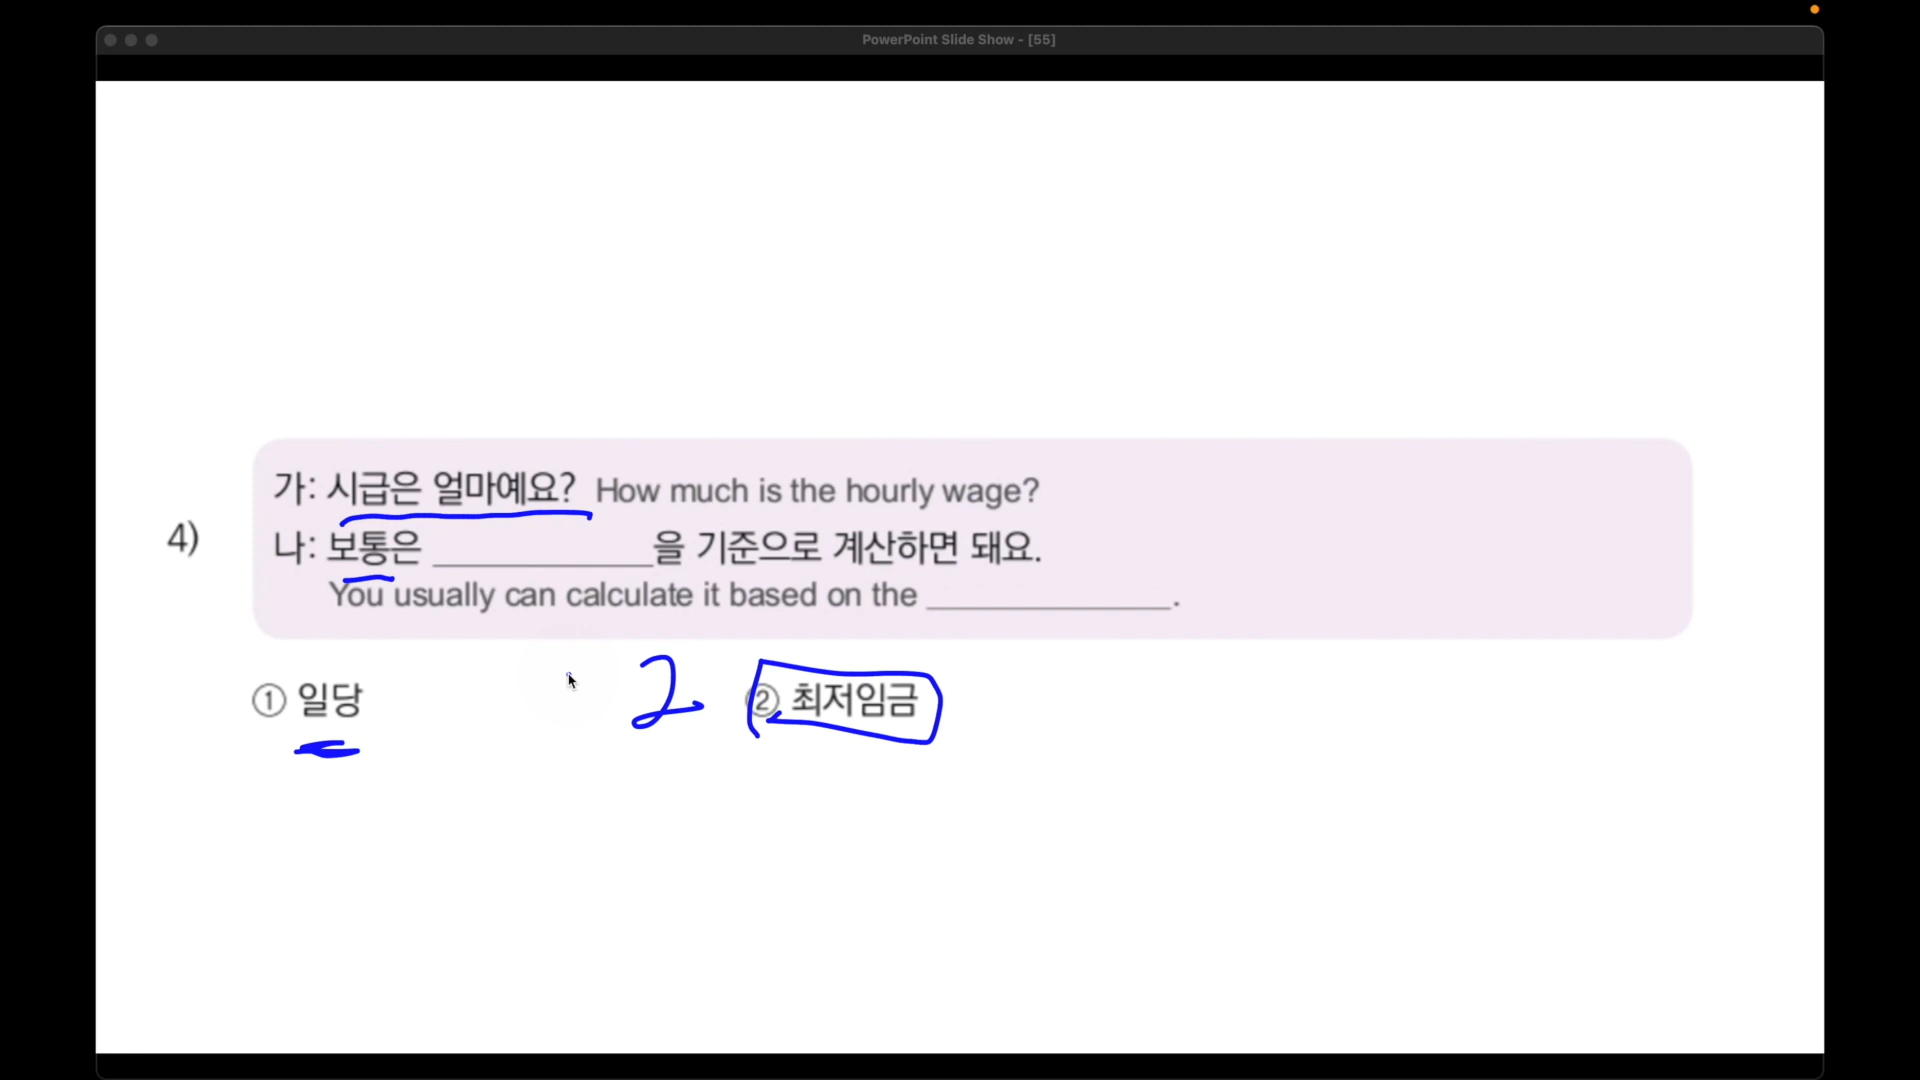 PowerPoint Slide Show - [55]
가: 시급은 얼마예요? How much is the hourly wage?
4)
나: 보통은 ____________을 기준으로 계산하면 돼요.
You usually can calculate it based on the ______________.
① 일당
2
② 최저임금